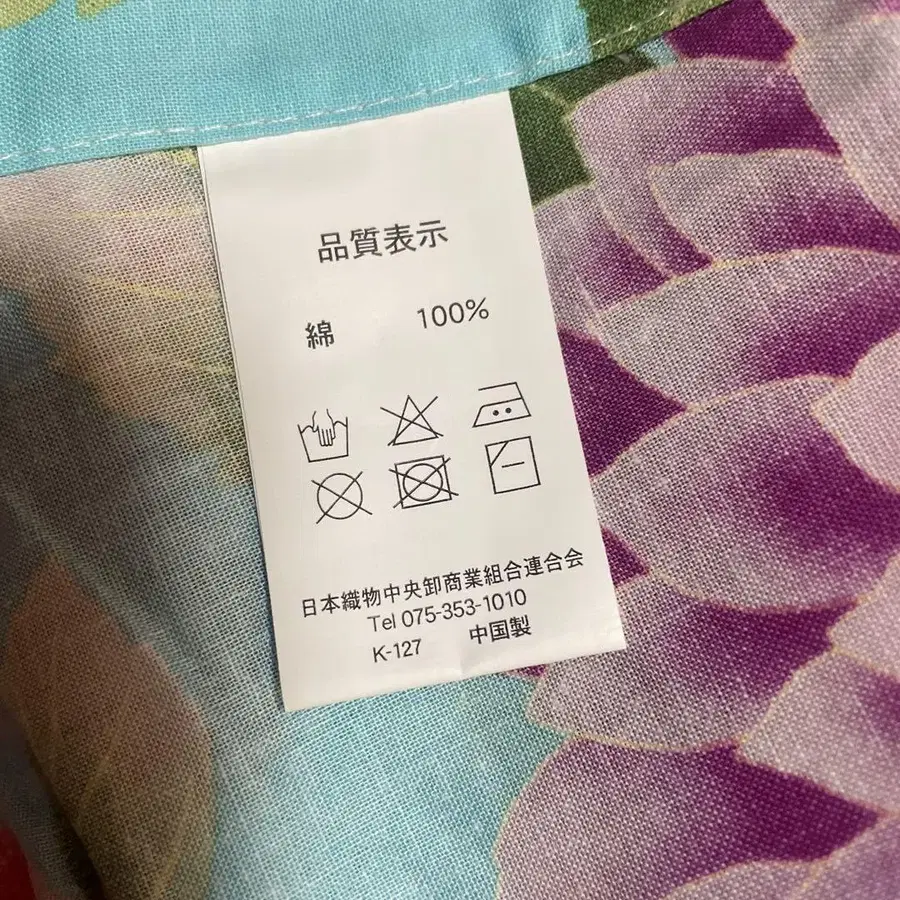 品質表示
綿 100%
日本織物中央卸商業組合連合会
Tel 075-353-1010
K-127 中国製